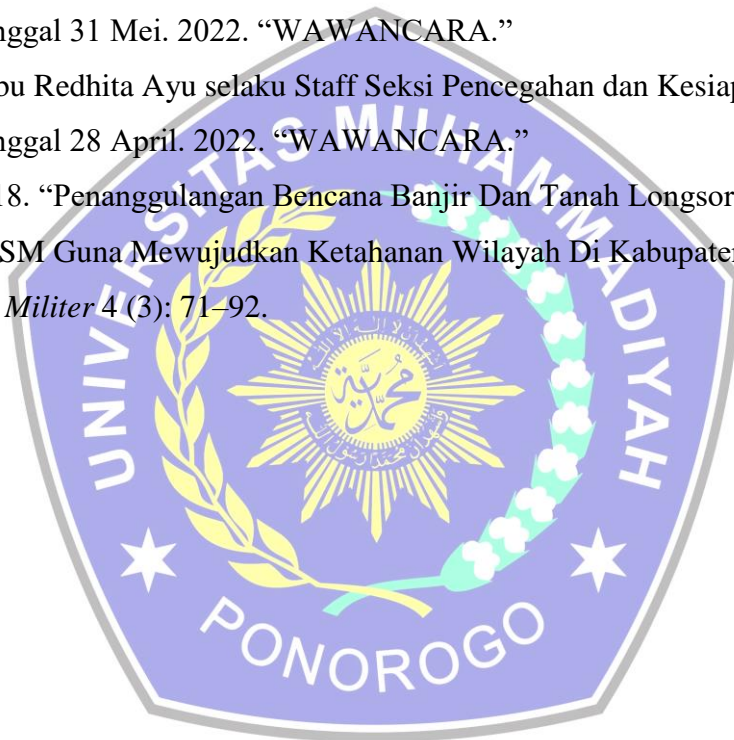 nggal 31 Mei. 2022. “WAWANCARA.”
bu Redhita Ayu selaku Staff Seksi Pencegahan dan Kesiap
nggal 28 April. 2022. “WAWANCARA.”
18. “Penanggulangan Bencana Banjir Dan Tanah Longsor
SM Guna Mewujudkan Ketahanan Wilayah Di Kabupaten
Militer 4 (3): 71–92.
UNIVERSITAS MUHAMMADIYAH
محمدية
PONOROGO